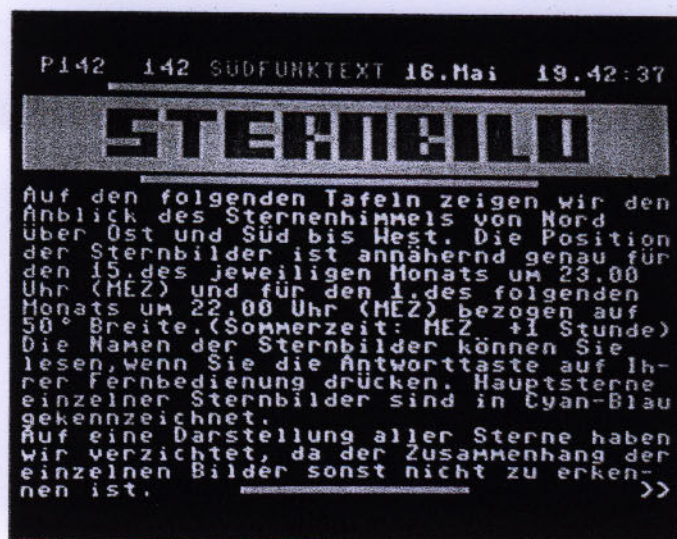 P142 142 SÜDFUNKTEXT 16.Mai 19.42:37
STERNBILD
Auf den folgenden Tafeln zeigen wir den
Anblick des Sternenhimmels von Nord
über Ost und Süd bis West. Die Position
der Sternbilder ist annähernd genau für
den 15.des jeweiligen Monats um 23.00
Uhr (MEZ) und für den 1.des folgenden
Monats um 22.00 Uhr (MEZ) bezogen auf
50° Breite.(Sommerzeit: MEZ +1 Stunde)
Die Namen der Sternbilder können Sie
lesen,wenn Sie die Antworttaste auf Ih-
rer Fernbedienung drücken. Hauptsterne
einzelner Sternbilder sind in Cyan-Blau
gekennzeichnet.
Auf eine Darstellung aller Sterne haben
wir verzichtet, da der Zusammenhang der
einzelnen Bilder sonst nicht zu erken-
nen ist. >>